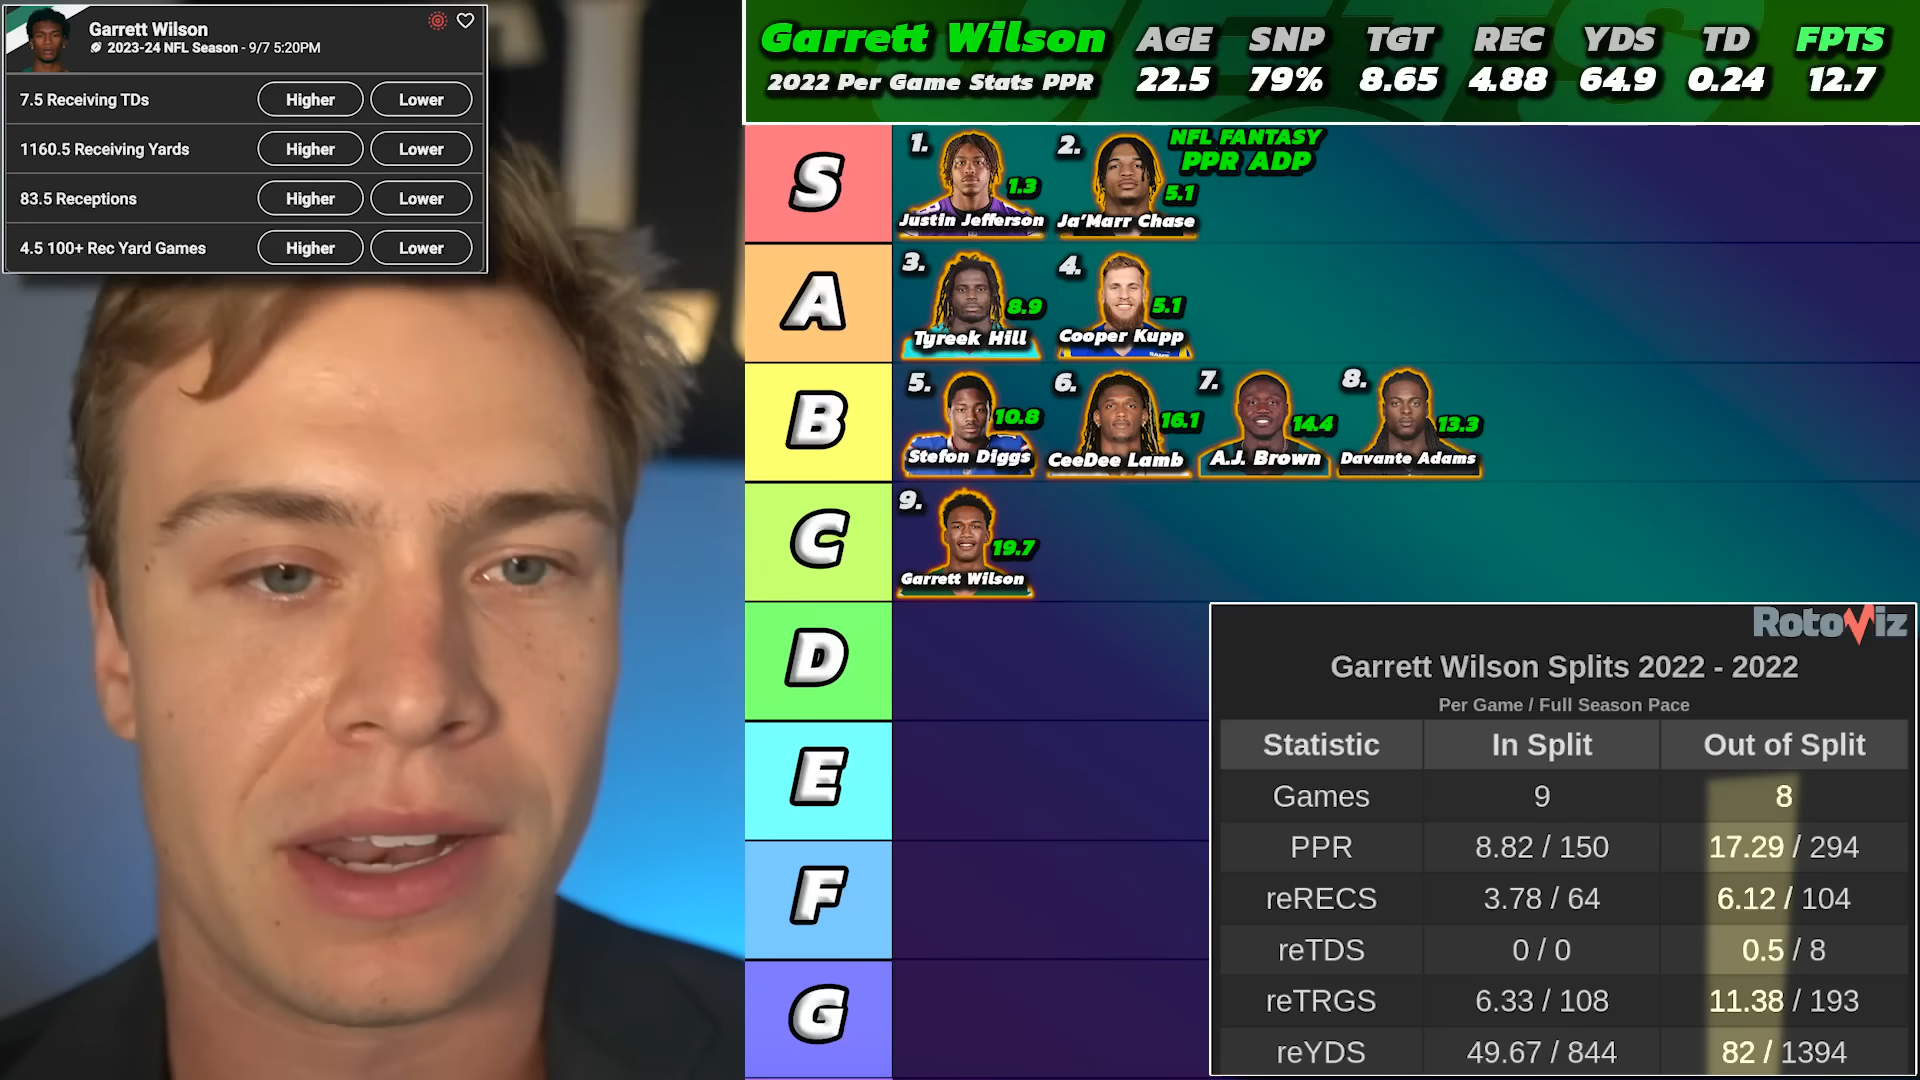 Garrett Wilson
2023-24 NFL Season - 9/7 5:20PM
7.5 Receiving TDs Higher Lower
1160.5 Receiving Yards Higher Lower
83.5 Receptions Higher Lower
4.5 100+ Rec Yard Games Higher Lower
Garrett Wilson AGE SNP TGT REC YDS TD FPTS
2022 Per Game Stats PPR 22.5 79% 8.65 4.88 64.9 0.24 12.7
NFL FANTASY
PPR ADP
S
1. 1.3 Justin Jefferson
2. 5.1 Ja'Marr Chase
A
3. 8.9 Tyreek Hill
4. 5.1 Cooper Kupp
B
5. 10.8 Stefon Diggs
6. 16.1 CeeDee Lamb
7. 14.4 A.J. Brown
8. 13.3 Davante Adams
C
9. 19.7 Garrett Wilson
D
E
F
G
RotoViz
Garrett Wilson Splits 2022 - 2022
Per Game / Full Season Pace
Statistic In Split Out of Split
Games 9 8
PPR 8.82 / 150 17.29 / 294
reRECS 3.78 / 64 6.12 / 104
reTDS 0 / 0 0.5 / 8
reTRGS 6.33 / 108 11.38 / 193
reYDS 49.67 / 844 82 / 1394